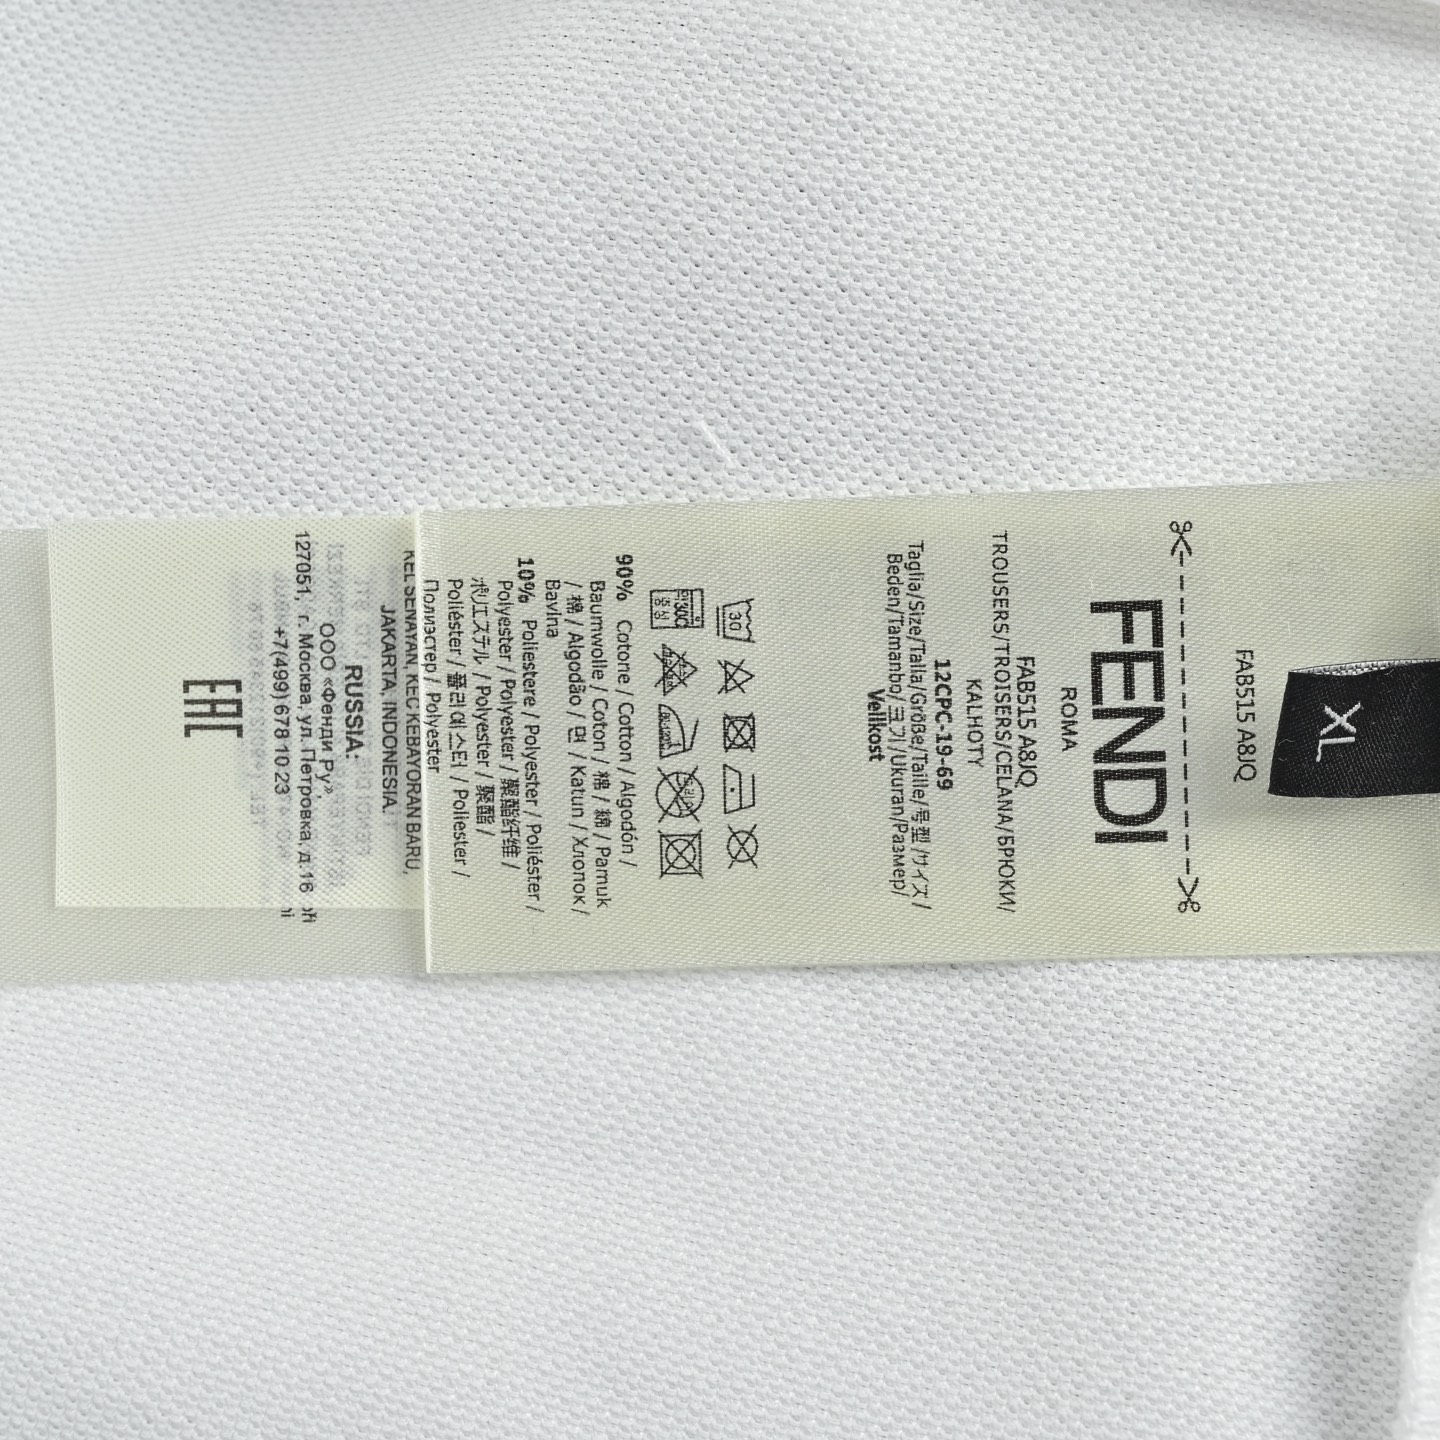 XL
FAB515 A8JQ
FENDI
ROMA
FAB515 A8JQ
TROUSERS/TROISERS/CELANA/БРЮКИ/
KALHOTY
12CPC-19-69
Taglia/Size/Talla/Größe/Taille/号型/サイズ/
Beden/Tamanho/크기/Ukuran/Размер/
Velikost
30
90% Cotone / Cotton / Algodón /
Baumwolle / Coton / 棉 / 綿 / Pamuk
/ 棉 / Algodão / 면 / Katun / Хлопок /
Bavlna
10% Poliestere / Polyester / Poliéster /
Polyester / Polyester / 聚酯纤维 /
ポリエステル / Polyester / 聚酯 /
Poliéster / 폴리에스터 / Poliester /
Полиэстер / Polyester
KEL SENAYAN, KEC KEBAYORAN BARU,
JAKARTA, INDONESIA.
RUSSIA.
ООО «Фенди Ру»,
127051, г. Москва, ул. Петровка, д.16
+7(499) 678 10 23
EAC